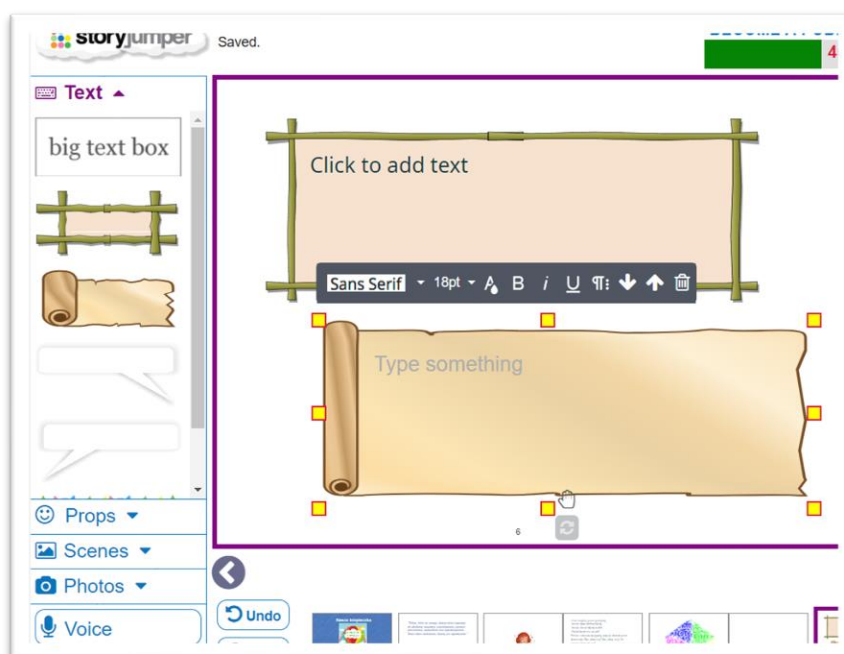 storyjumper
Saved.
4
Text
big text box
Click to add text
Sans Serif 18pt A B i U
Type something
6
Props
Scenes
Photos
Voice
Undo